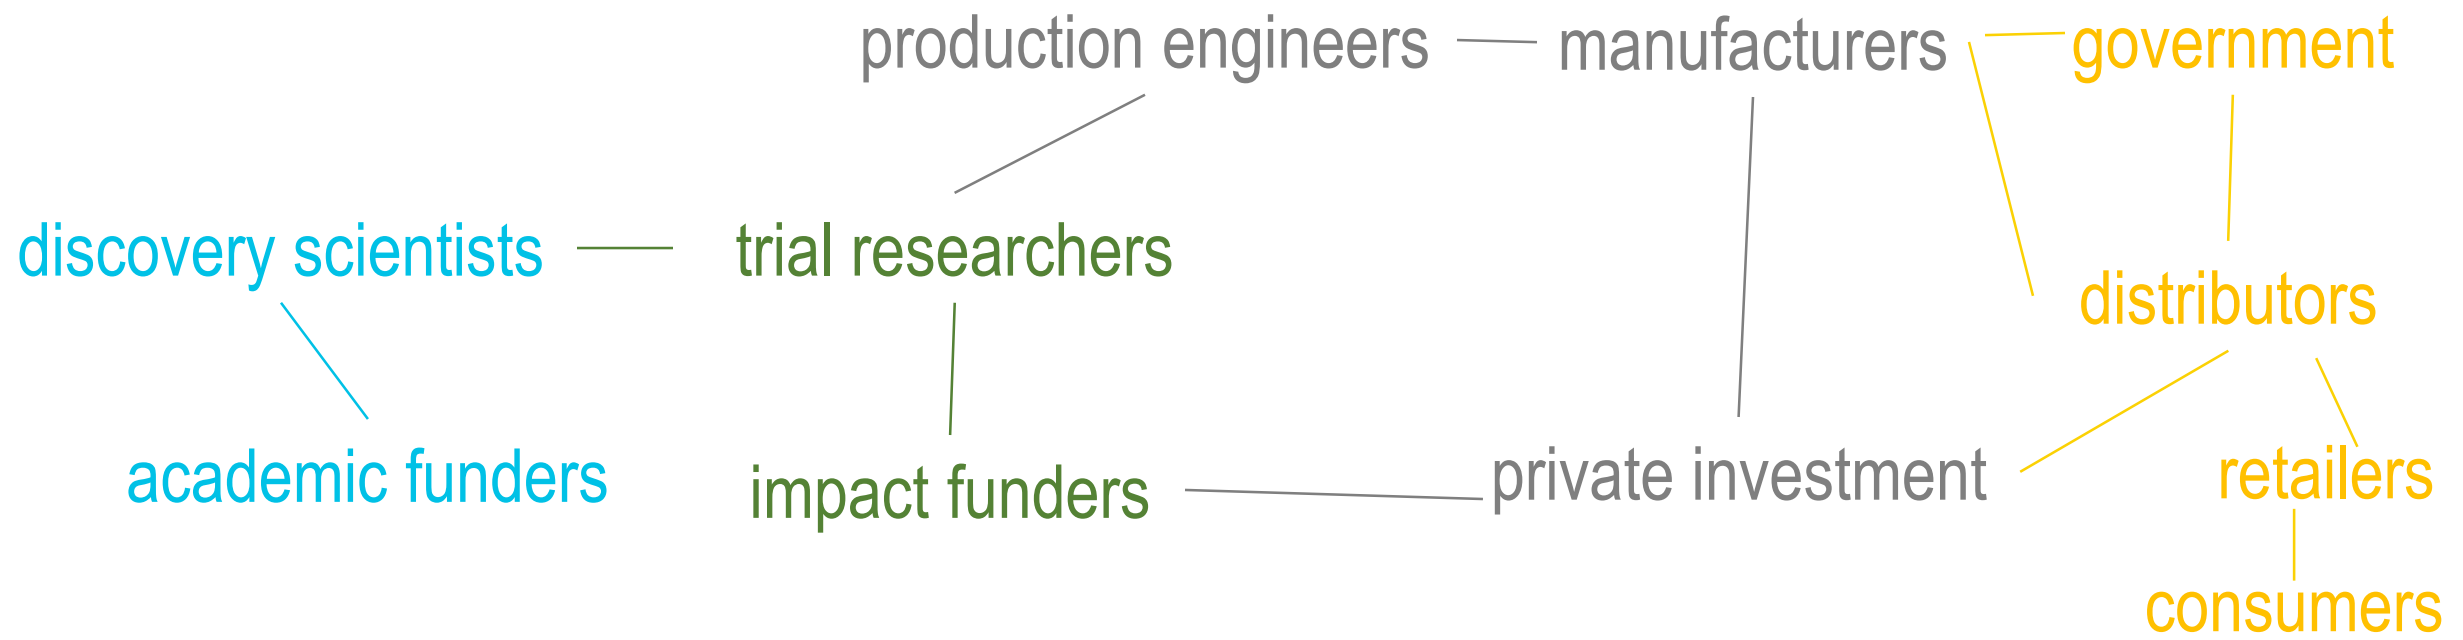 production engineers
manufacturers
government
discovery scientists
trial researchers
distributors
academic funders
impact funders
private investment
retailers
consumers